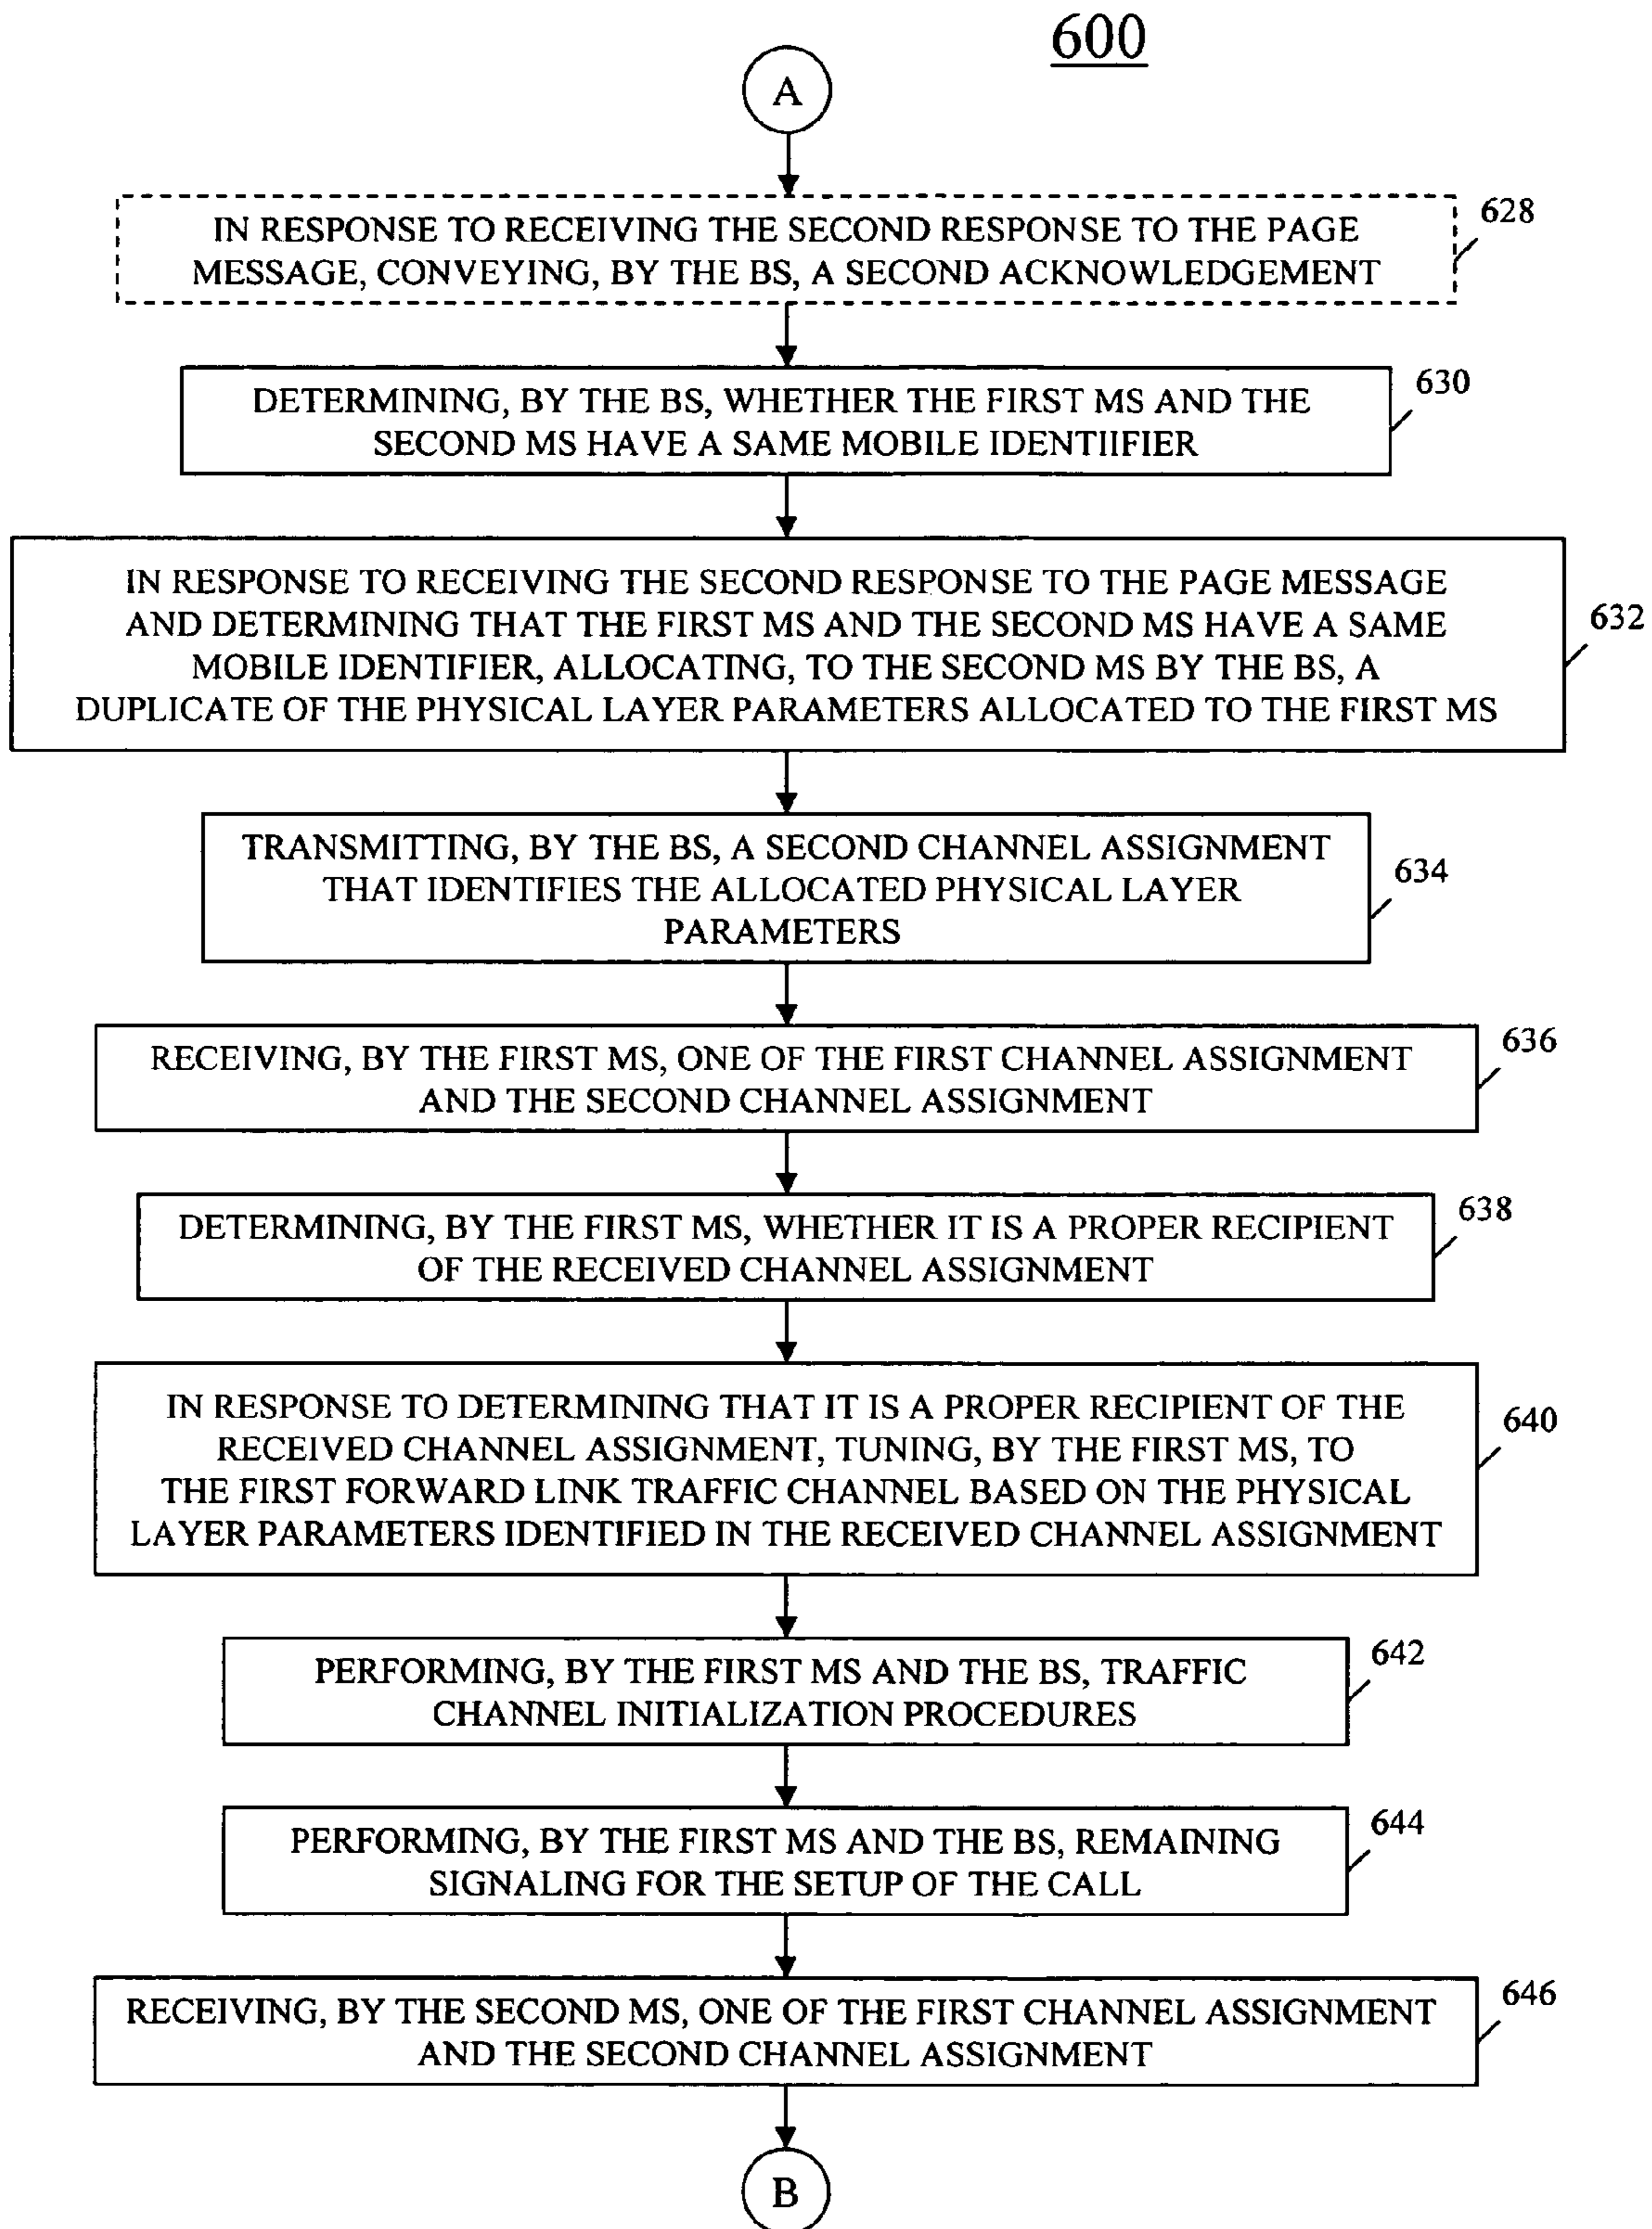 600
A
IN RESPONSE TO RECEIVING THE SECOND RESPONSE TO THE PAGE
MESSAGE, CONVEYING, BY THE BS, A SECOND ACKNOWLEDGEMENT
628
DETERMINING, BY THE BS, WHETHER THE FIRST MS AND THE
SECOND MS HAVE A SAME MOBILE IDENTIIFIER
630
IN RESPONSE TO RECEIVING THE SECOND RESPONSE TO THE PAGE MESSAGE
AND DETERMINING THAT THE FIRST MS AND THE SECOND MS HAVE A SAME
MOBILE IDENTIFIER, ALLOCATING, TO THE SECOND MS BY THE BS, A
DUPLICATE OF THE PHYSICAL LAYER PARAMETERS ALLOCATED TO THE FIRST MS
632
TRANSMITTING, BY THE BS, A SECOND CHANNEL ASSIGNMENT
THAT IDENTIFIES THE ALLOCATED PHYSICAL LAYER
PARAMETERS
634
RECEIVING, BY THE FIRST MS, ONE OF THE FIRST CHANNEL ASSIGNMENT
AND THE SECOND CHANNEL ASSIGNMENT
636
DETERMINING, BY THE FIRST MS, WHETHER IT IS A PROPER RECIPIENT
OF THE RECEIVED CHANNEL ASSIGNMENT
638
IN RESPONSE TO DETERMINING THAT IT IS A PROPER RECIPIENT OF THE
RECEIVED CHANNEL ASSIGNMENT, TUNING, BY THE FIRST MS, TO
THE FIRST FORWARD LINK TRAFFIC CHANNEL BASED ON THE PHYSICAL
LAYER PARAMETERS IDENTIFIED IN THE RECEIVED CHANNEL ASSIGNMENT
640
PERFORMING, BY THE FIRST MS AND THE BS, TRAFFIC
CHANNEL INITIALIZATION PROCEDURES
642
PERFORMING, BY THE FIRST MS AND THE BS, REMAINING
SIGNALING FOR THE SETUP OF THE CALL
644
RECEIVING, BY THE SECOND MS, ONE OF THE FIRST CHANNEL ASSIGNMENT
AND THE SECOND CHANNEL ASSIGNMENT
646
B